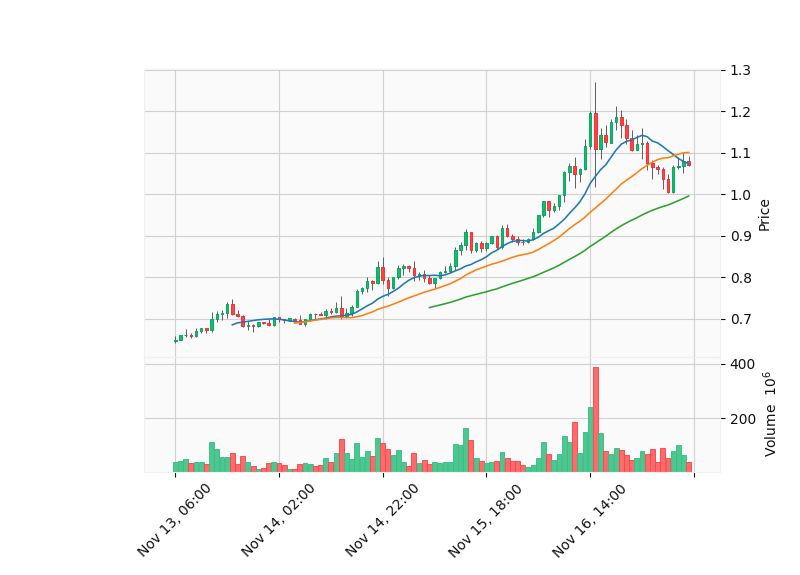 1.3
1.2
1.1
1.0
0.9
0.8
0.7
Price
400
200
Volume 10⁶
Nov 13, 06:00
Nov 14, 02:00
Nov 14, 22:00
Nov 15, 18:00
Nov 16, 14:00